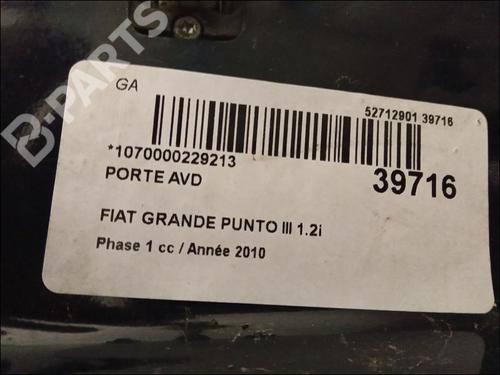 GA
52712901 39716
*1070000229213
39716
PORTE AVD
FIAT GRANDE PUNTO III 1.2i
Phase 1 cc / Année 2010
B-PARTS